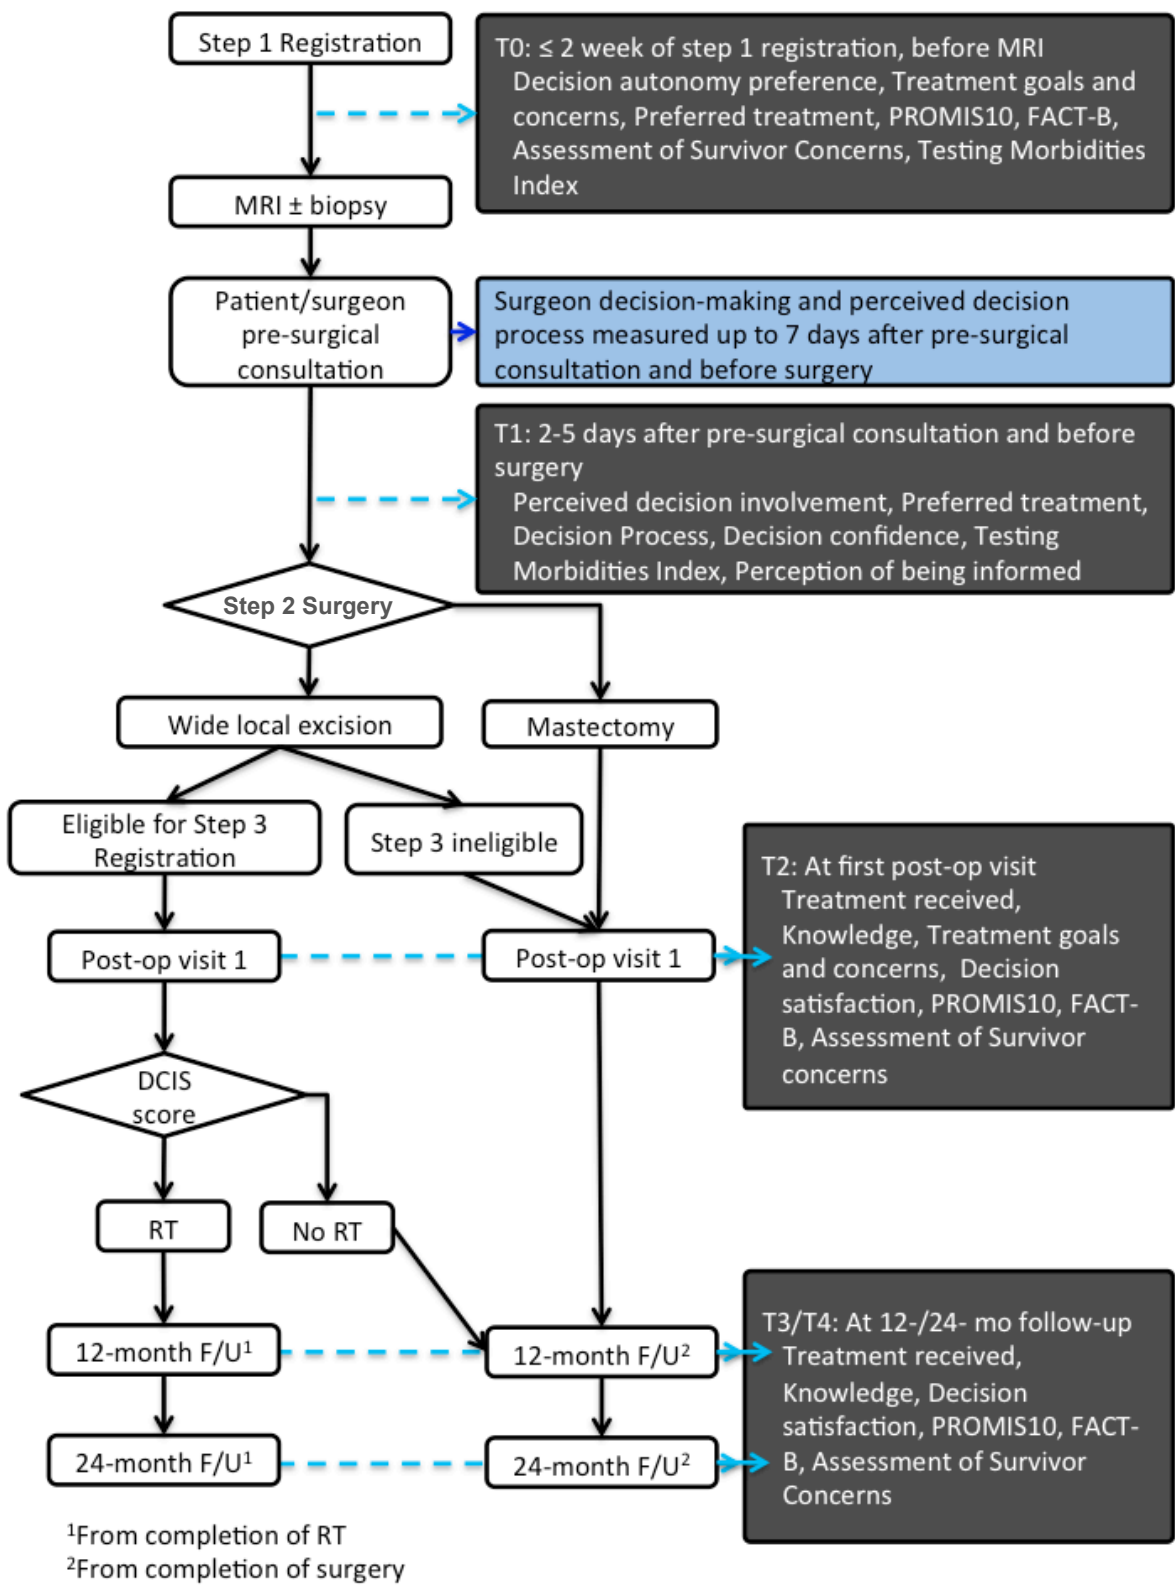 Step 1 Registration
T0: ≤ 2 week of step 1 registration, before MRI
Decision autonomy preference, Treatment goals and
concerns, Preferred treatment, PROMIS10, FACT-B,
Assessment of Survivor Concerns, Testing Morbidities
Index
MRI ± biopsy
Patient/surgeon
pre-surgical
consultation
Surgeon decision-making and perceived decision
process measured up to 7 days after pre-surgical
consultation and before surgery
T1: 2-5 days after pre-surgical consultation and before
surgery
Perceived decision involvement, Preferred treatment,
Decision Process, Decision confidence, Testing
Morbidities Index, Perception of being informed
Step 2 Surgery
Wide local excision
Mastectomy
Eligible for Step 3
Registration
Step 3 ineligible
T2: At first post-op visit
Treatment received,
Knowledge, Treatment goals
and concerns, Decision
satisfaction, PROMIS10, FACT-
B, Assessment of Survivor
concerns
Post-op visit 1
Post-op visit 1
DCIS
score
RT
No RT
T3/T4: At 12-/24- mo follow-up
Treatment received,
Knowledge, Decision
satisfaction, PROMIS10, FACT-
B, Assessment of Survivor
Concerns
12-month F/U¹
12-month F/U²
24-month F/U¹
24-month F/U²
¹From completion of RT
²From completion of surgery